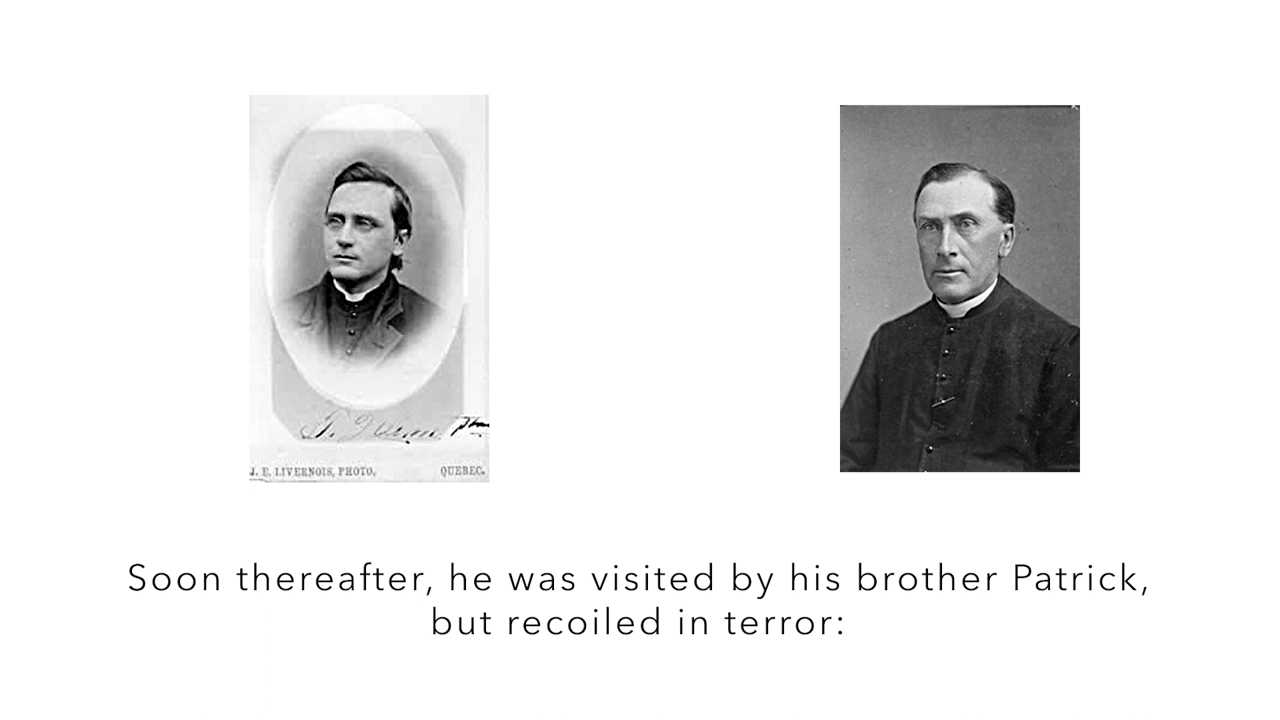 J. E. LIVERNOIS, PHOTO. QUEBEC.
Soon thereafter, he was visited by his brother Patrick,
but recoiled in terror: